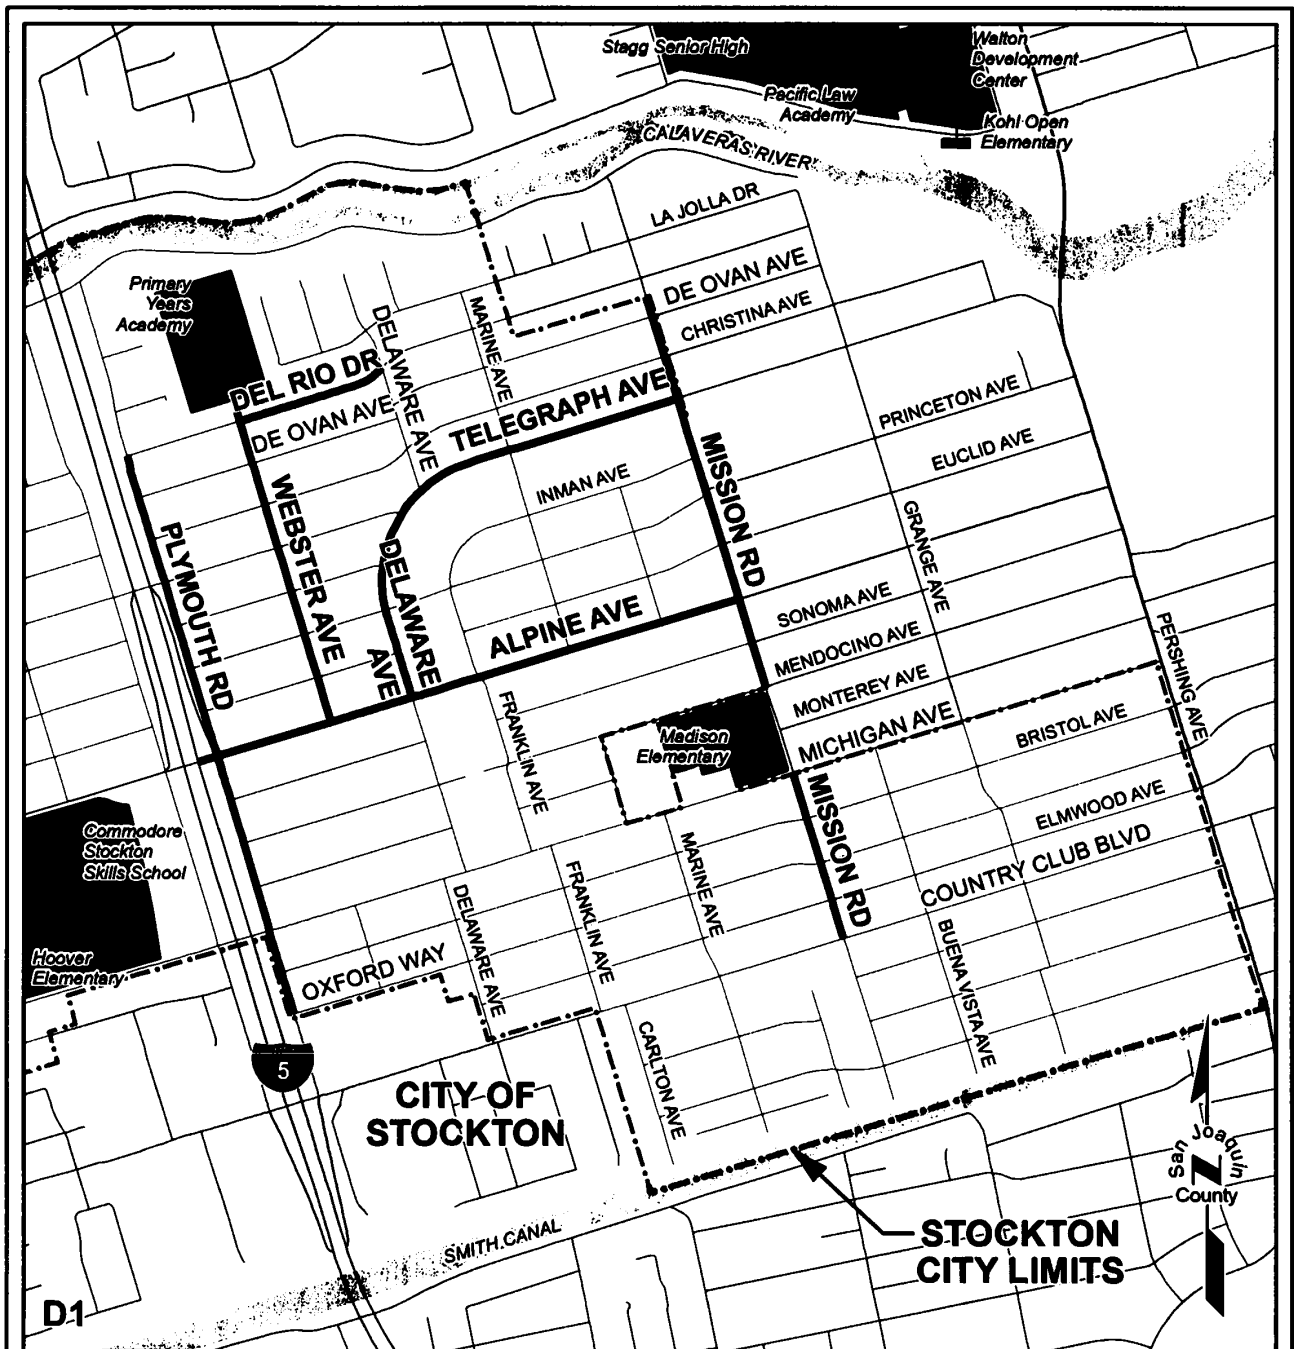 Stagg Senior High
Walton
Development
Center
Pacific Law
Academy
Kohl Open
Elementary
CALAVERAS RIVER
LA JOLLA DR
DE OVAN AVE
CHRISTINA AVE
Primary
Years
Academy
MARINE AVE
DELAWARE AVE
DEL RIO DR
DE OVAN AVE
TELEGRAPH AVE
PRINCETON AVE
EUCLID AVE
INMAN AVE
MISSION RD
GRANGE AVE
PLYMOUTH RD
WEBSTER AVE
DELAWARE
AVE
ALPINE AVE
SONOMA AVE
MENDOCINO AVE
MONTEREY AVE
MICHIGAN AVE
PERSHING AVE
BRISTOL AVE
FRANKLIN AVE
Madison
Elementary
MISSION RD
ELMWOOD AVE
COUNTRY CLUB BLVD
Commodore
Stockton
Skills School
MARINE AVE
FRANKLIN AVE
DELAWARE AVE
BUENA VISTA AVE
Hoover
Elementary
OXFORD WAY
CARLTON AVE
5
CITY OF
STOCKTON
San Joaquin
N
County
SMITH CANAL
STOCKTON
CITY LIMITS
D1